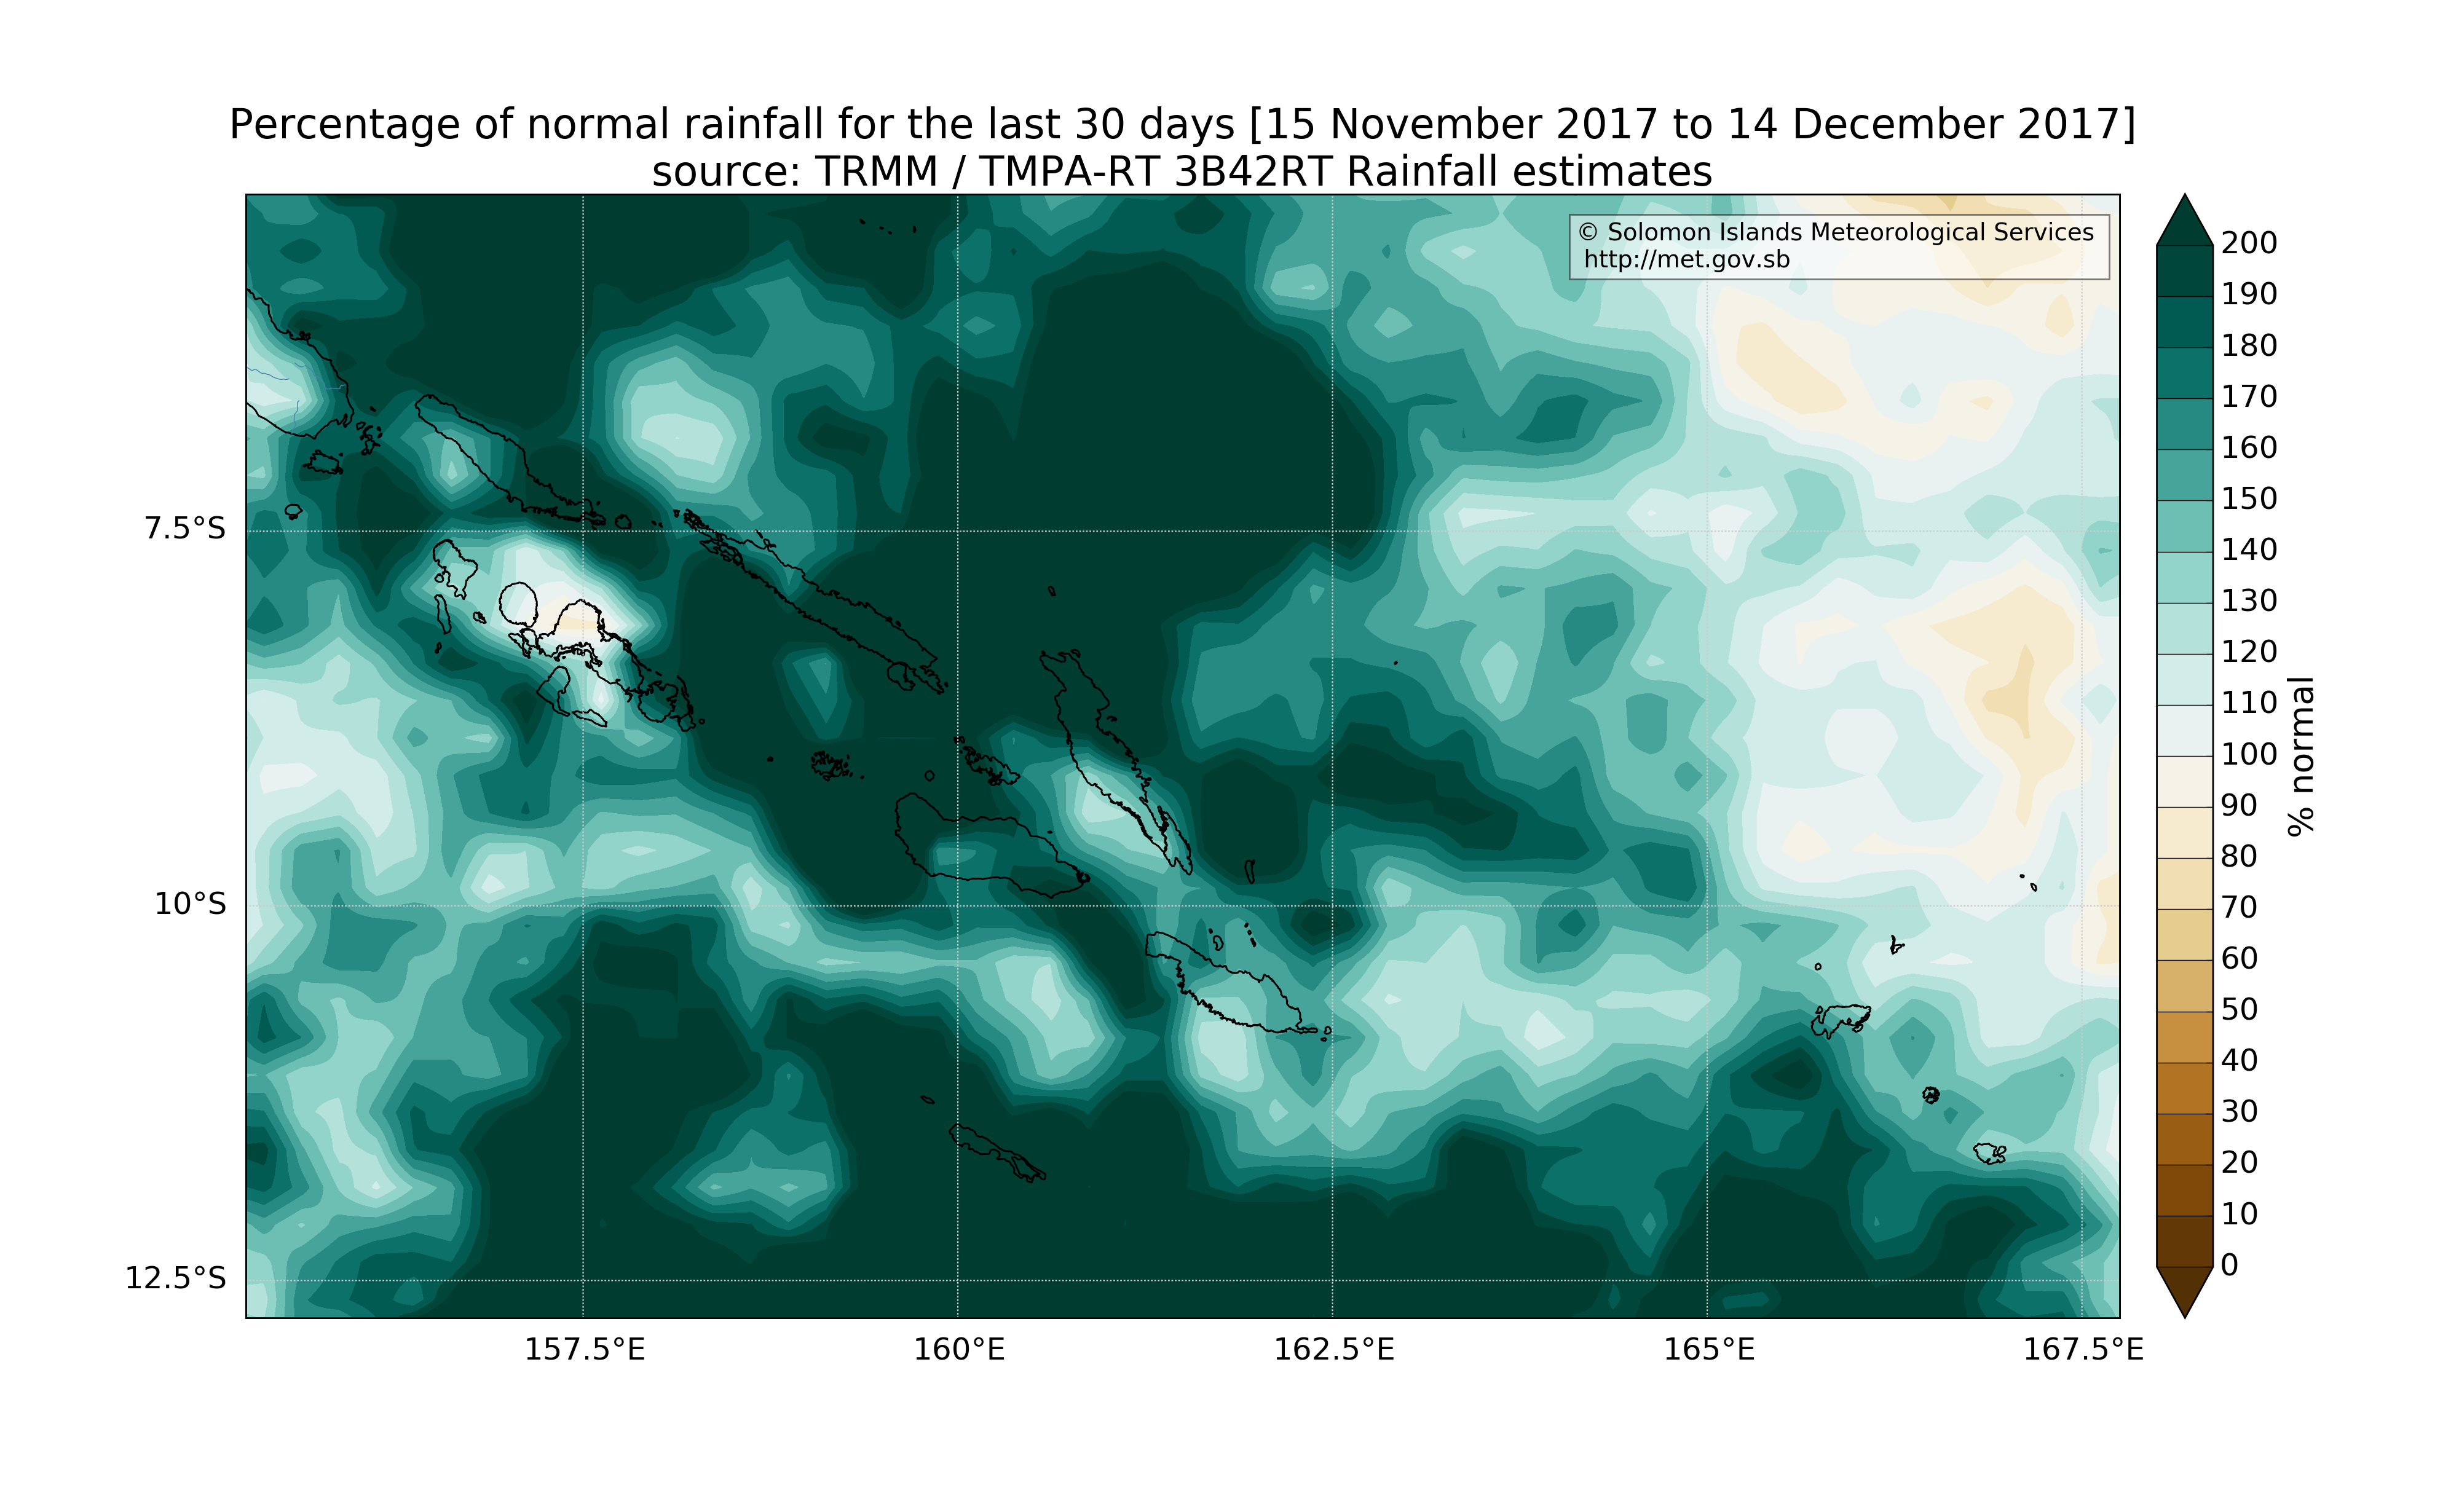 Percentage of normal rainfall for the last 30 days [15 November 2017 to 14 December 2017]
source: TRMM / TMPA-RT 3B42RT Rainfall estimates
© Solomon Islands Meteorological Services
http://met.gov.sb
7.5°S
10°S
12.5°S
157.5°E
160°E
162.5°E
165°E
167.5°E
200
190
180
170
160
150
140
130
120
110
100
90
80
70
60
50
40
30
20
10
0
% normal